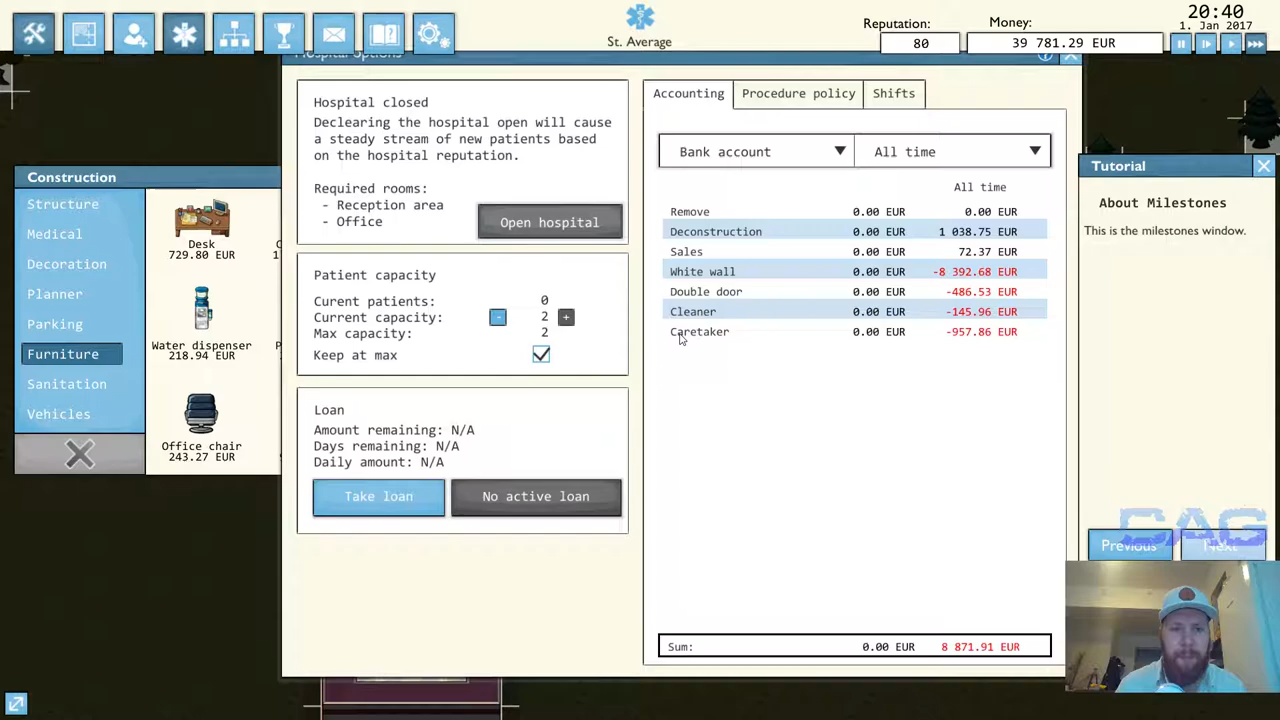 Reputation:
80
Money:
39 781.29 EUR
20:40
1. Jan 2017
St. Average
Hospital Options
Hospital closed
Declearing the hospital open will cause
a steady stream of new patients based
on the hospital reputation.
Required rooms:
- Reception area
- Office
Open hospital
Patient capacity
Curent patients: 0
Current capacity: - 2 +
Max capacity: 2
Keep at max
Loan
Amount remaining: N/A
Days remaining: N/A
Daily amount: N/A
Take loan
No active loan
Accounting
Procedure policy
Shifts
Bank account
All time
All time
Remove 0.00 EUR 0.00 EUR
Deconstruction 0.00 EUR 1 038.75 EUR
Sales 0.00 EUR 72.37 EUR
White wall 0.00 EUR -8 392.68 EUR
Double door 0.00 EUR -486.53 EUR
Cleaner 0.00 EUR -145.96 EUR
Caretaker 0.00 EUR -957.86 EUR
Sum: 0.00 EUR 8 871.91 EUR
Construction
Structure
Medical
Decoration
Planner
Parking
Furniture
Sanitation
Vehicles
Desk
729.80 EUR
Water dispenser
218.94 EUR
Office chair
243.27 EUR
Tutorial
About Milestones
This is the milestones window.
Previous
Next
CAG